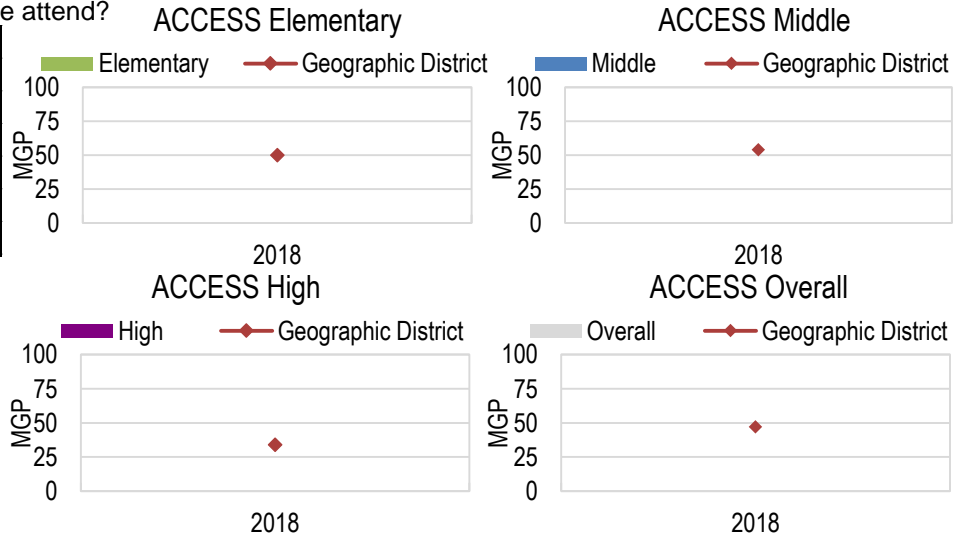 e attend?
ACCESS Elementary
Elementary Geographic District
100
75
50
25
0
MGP
2018
ACCESS Middle
Middle Geographic District
100
75
50
25
0
MGP
2018
ACCESS High
High Geographic District
100
75
50
25
0
MGP
2018
ACCESS Overall
Overall Geographic District
100
75
50
25
0
MGP
2018